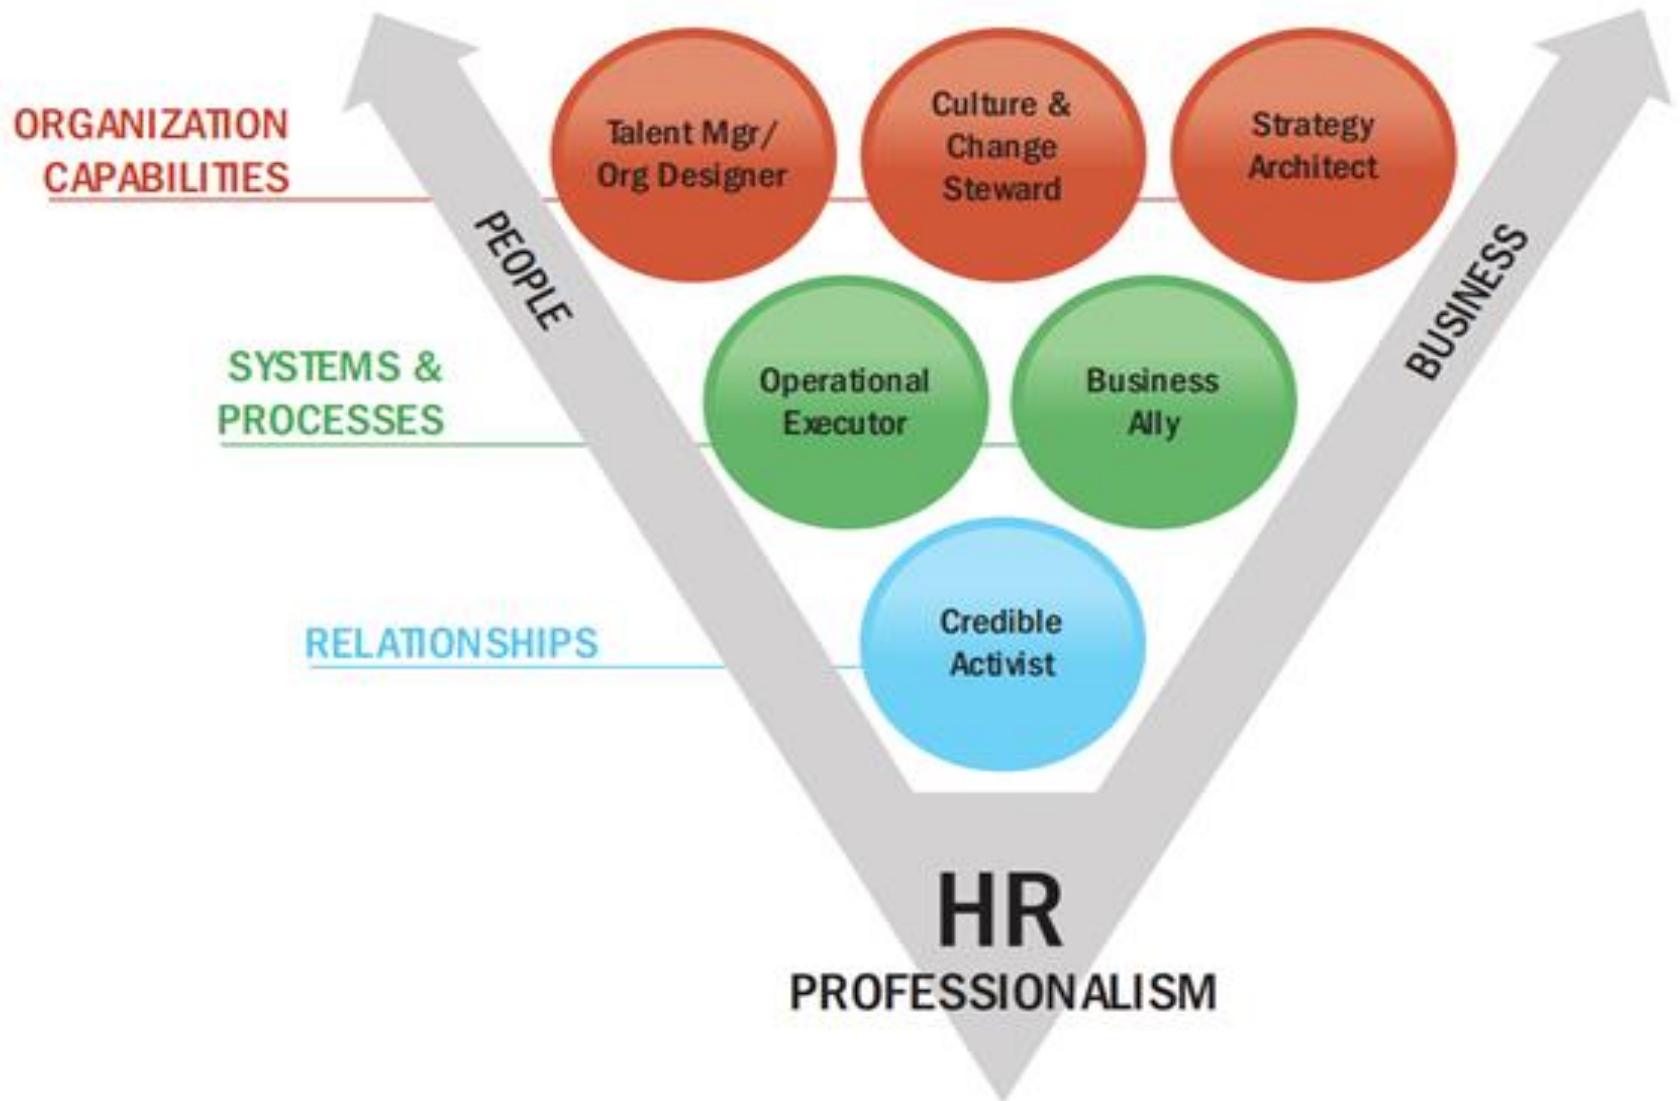 ORGANIZATION
CAPABILITIES
Talent Mgr/
Org Designer
Culture &
Change
Steward
Strategy
Architect
PEOPLE
BUSINESS
SYSTEMS &
PROCESSES
Operational
Executor
Business
Ally
RELATIONSHIPS
Credible
Activist
HR
PROFESSIONALISM